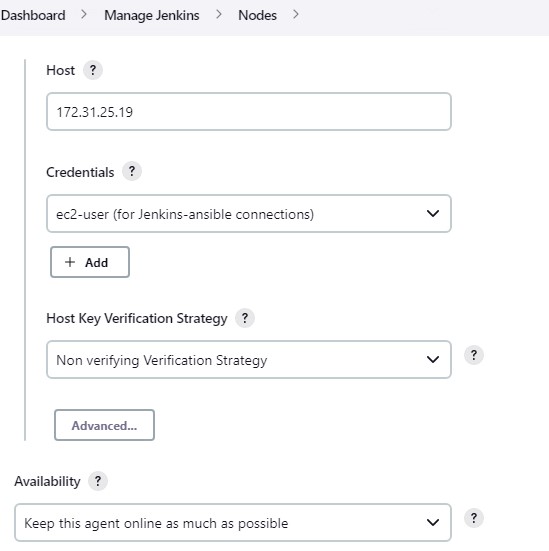 Dashboard > Manage Jenkins > Nodes >
Host ?
172.31.25.19
Credentials ?
ec2-user (for Jenkins-ansible connections)
+ Add
Host Key Verification Strategy ?
Non verifying Verification Strategy
?
Advanced...
Availability ?
Keep this agent online as much as possible
?